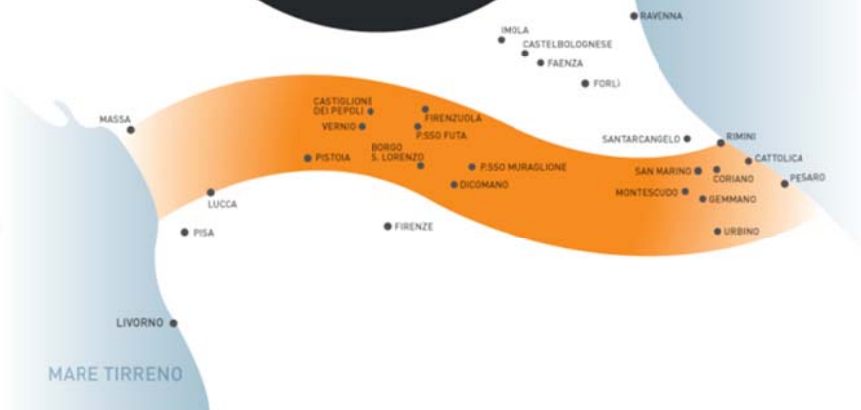 RAVENNA
IMOLA
CASTELBOLOGNESE
FAENZA
FORLÌ
MASSA
CASTIGLIONE
DEI PEPOLI
FIRENZUOLA
VERNIO
P.SSO FUTA
SANTARCANGELO
RIMINI
BORGO
S. LORENZO
PISTOIA
P.SSO MURAGLIONE
CATTOLICA
SAN MARINO
CORIANO
PESARO
DICOMANO
MONTESCUDO
GEMMANO
LUCCA
PISA
FIRENZE
URBINO
LIVORNO
MARE TIRRENO